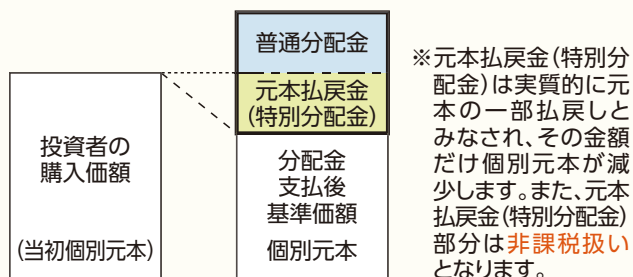 投資者の
購入価額
(当初個別元本)
普通分配金
元本払戻金
(特別分配金)
分配金
支払後
基準価額
個別元本
※元本払戻金(特別分
配金)は実質的に元
本の一部払戻しと
みなされ、その金額
だけ個別元本が減
少します。また、元本
払戻金(特別分配金)
部分は非課税扱い
となります。